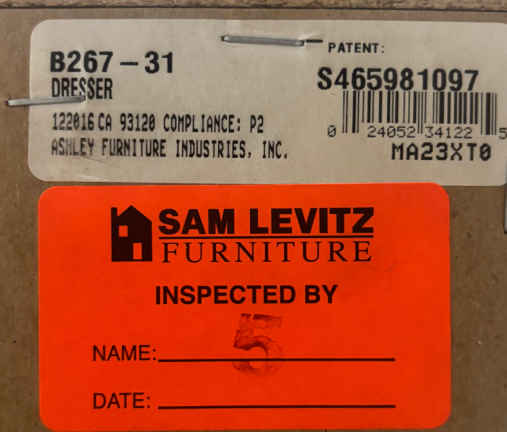 B267-31
DRESSER
122016 CA 93120 COMPLIANCE: P2
ASHLEY FURNITURE INDUSTRIES, INC.
PATENT:
S465981097
0 24052 34122 5
MA23XT0
SAM LEVITZ
FURNITURE
INSPECTED BY
5
NAME:
DATE: